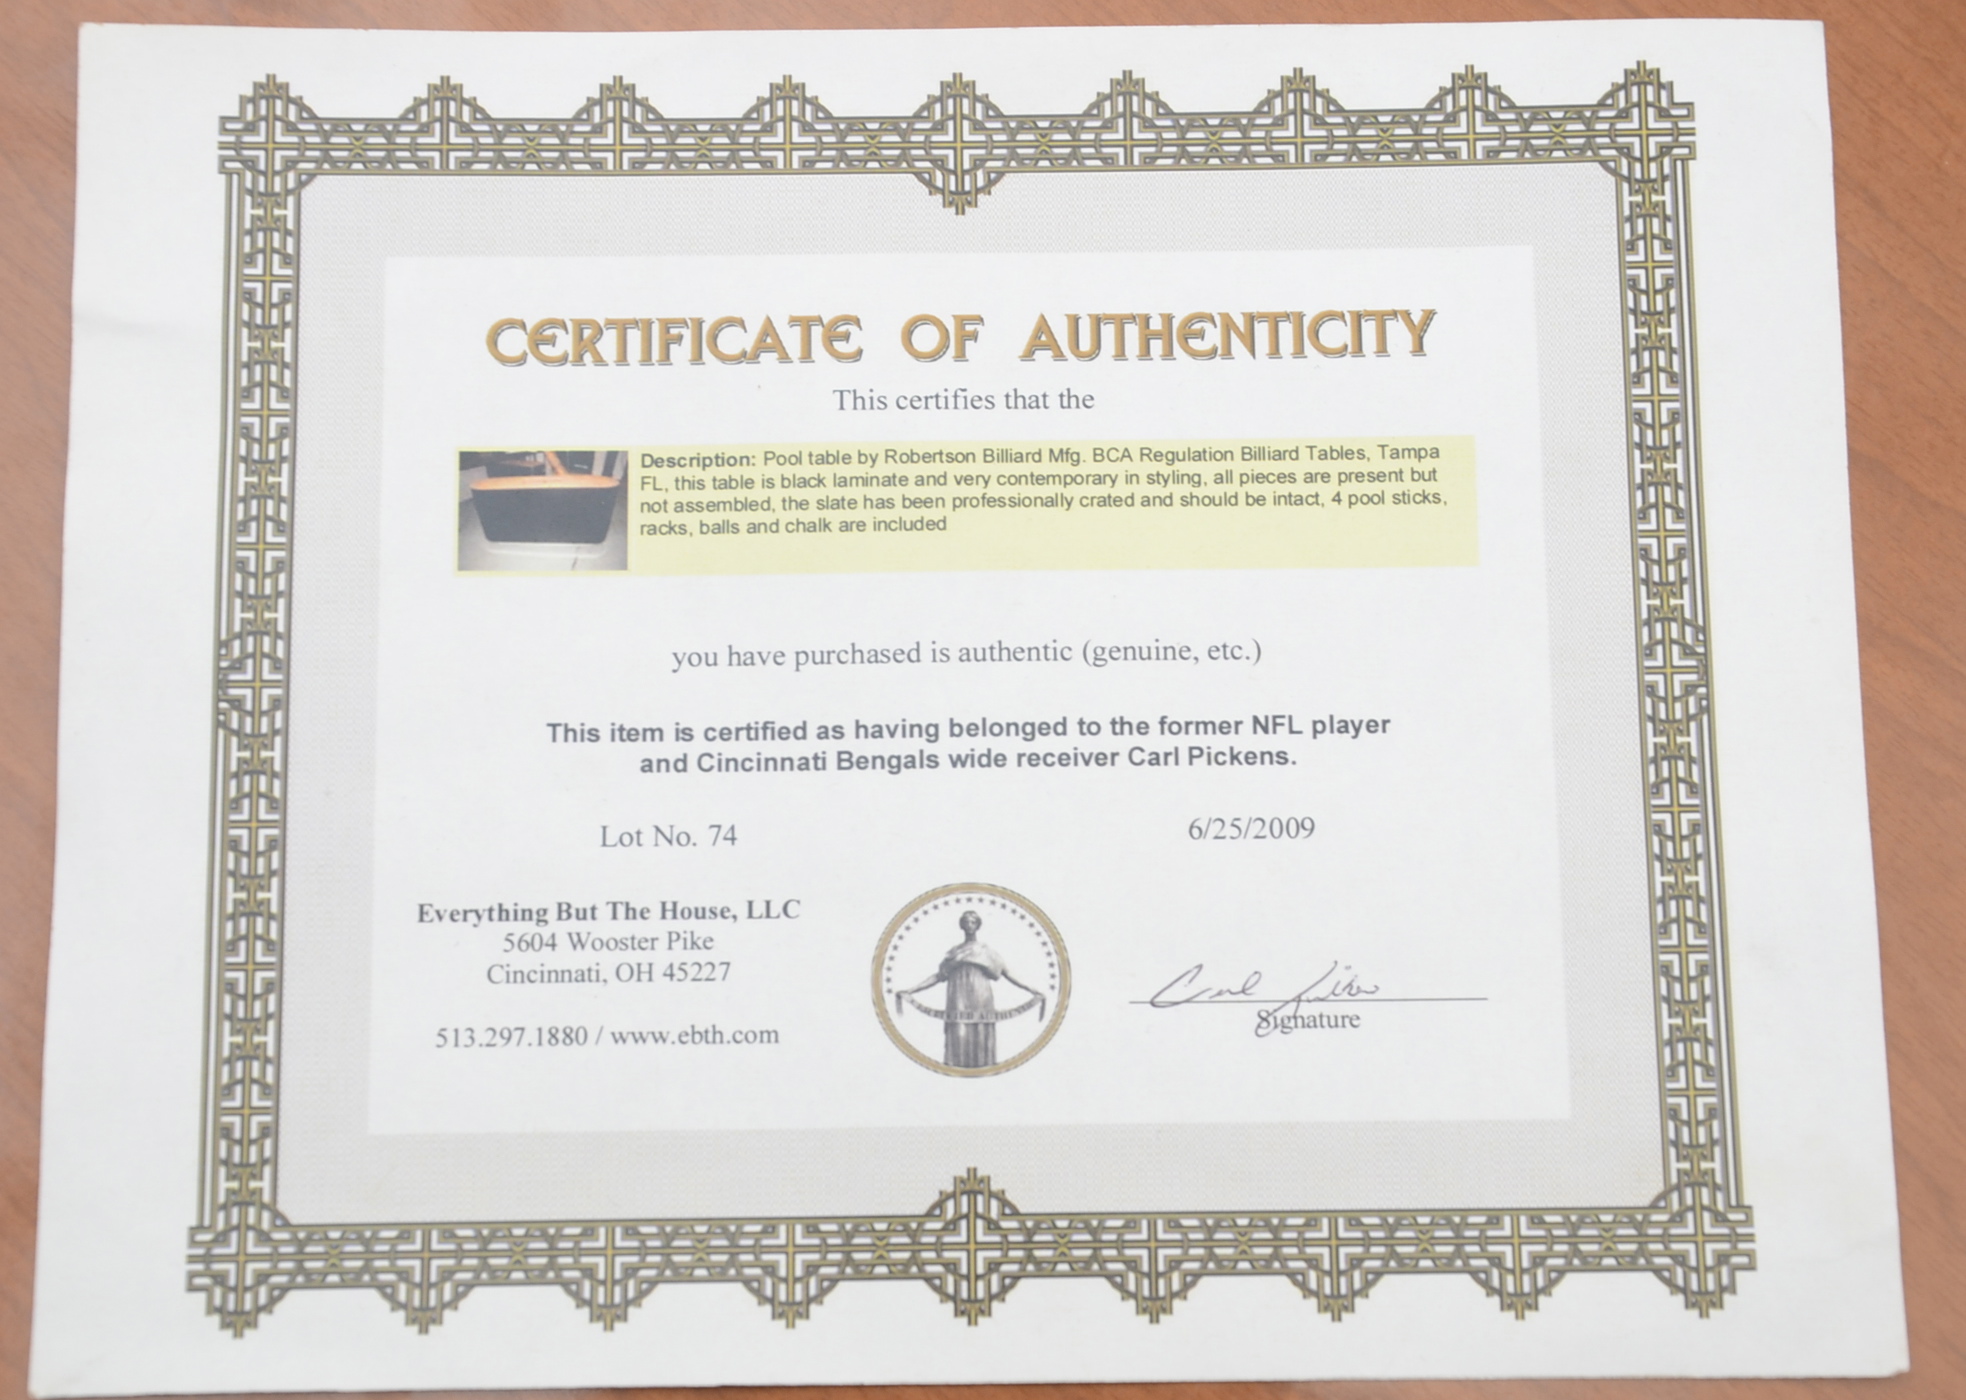 CERTIFICATE OF AUTHENTICITY
This certifies that the
Description: Pool table by Robertson Billiard Mfg. BCA Regulation Billiard Tables, Tampa
FL, this table is black laminate and very contemporary in styling, all pieces are present but
not assembled, the slate has been professionally crated and should be intact, 4 pool sticks,
racks, balls and chalk are included
you have purchased is authentic (genuine, etc.)
This item is certified as having belonged to the former NFL player
and Cincinnati Bengals wide receiver Carl Pickens.
Lot No. 74
6/25/2009
Everything But The House, LLC
5604 Wooster Pike
Cincinnati, OH 45227
513.297.1880 / www.ebth.com
Carl
Signature